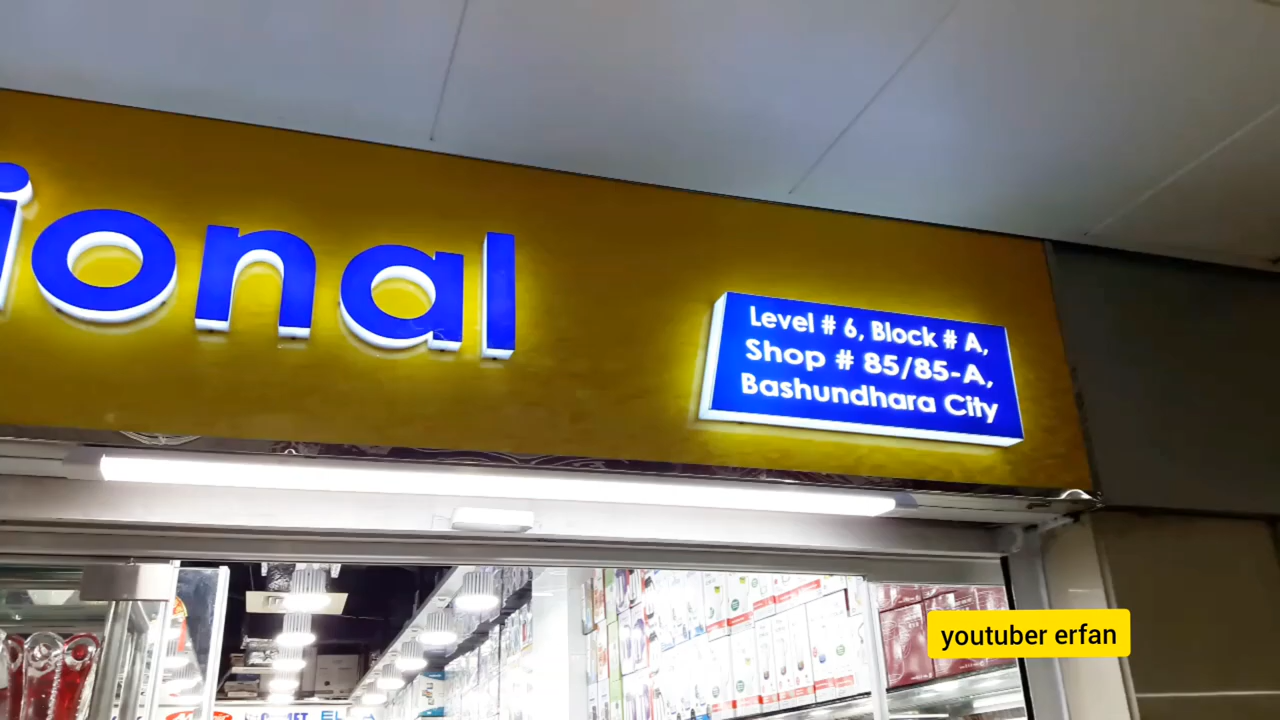 ional
Level # 6, Block # A,
Shop # 85/85-A,
Bashundhara City
youtuber erfan